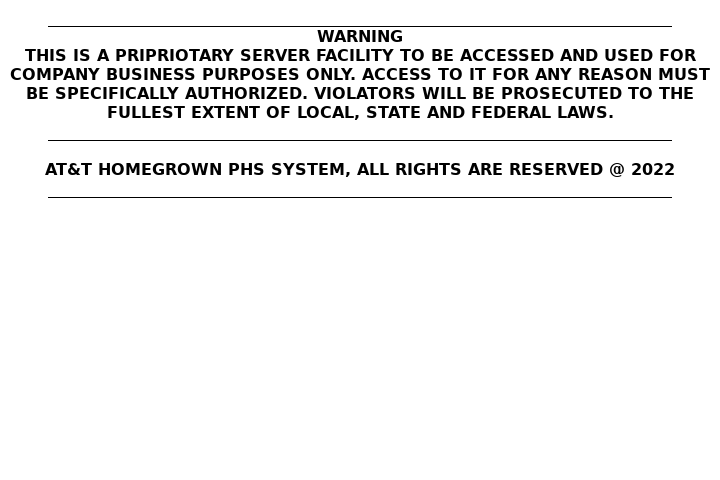 WARNING
THIS IS A PRIPRIOTARY SERVER FACILITY TO BE ACCESSED AND USED FOR
COMPANY BUSINESS PURPOSES ONLY. ACCESS TO IT FOR ANY REASON MUST
BE SPECIFICALLY AUTHORIZED. VIOLATORS WILL BE PROSECUTED TO THE
FULLEST EXTENT OF LOCAL, STATE AND FEDERAL LAWS.
AT&T HOMEGROWN PHS SYSTEM, ALL RIGHTS ARE RESERVED @ 2022